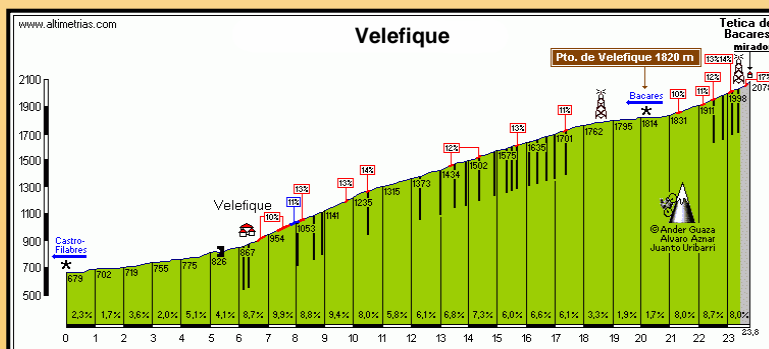 www.altimetrias.com
Velefique
Tetica de
Bacares
mirador
Pto. de Velefique 1820 m
13% 14%
17%
2078
12%
11%
10%
Bacares
11%
13%
12%
14%
13%
13%
11%
10%
Velefique
Castro-
Filabres
2100
1900
1700
1500
1300
1100
900
700
500
679 702 719 755 775 826 867 954 1053 1141 1235 1315 1373 1434 1502 1575 1635 1701 1762 1795 1814 1831 1911 1998
© Ander Guaza
Alvaro Aznar
Juanto Uribarri
2,3% 1,7% 3,6% 2,0% 5,1% 4,1% 8,7% 9,9% 8,8% 9,4% 8,0% 5,8% 6,1% 6,8% 7,3% 6,0% 6,6% 6,1% 3,3% 1,9% 1,7% 8,0% 8,7% 8,0%
0 1 2 3 4 5 6 7 8 9 10 11 12 13 14 15 16 17 18 19 20 21 22 23 23,8